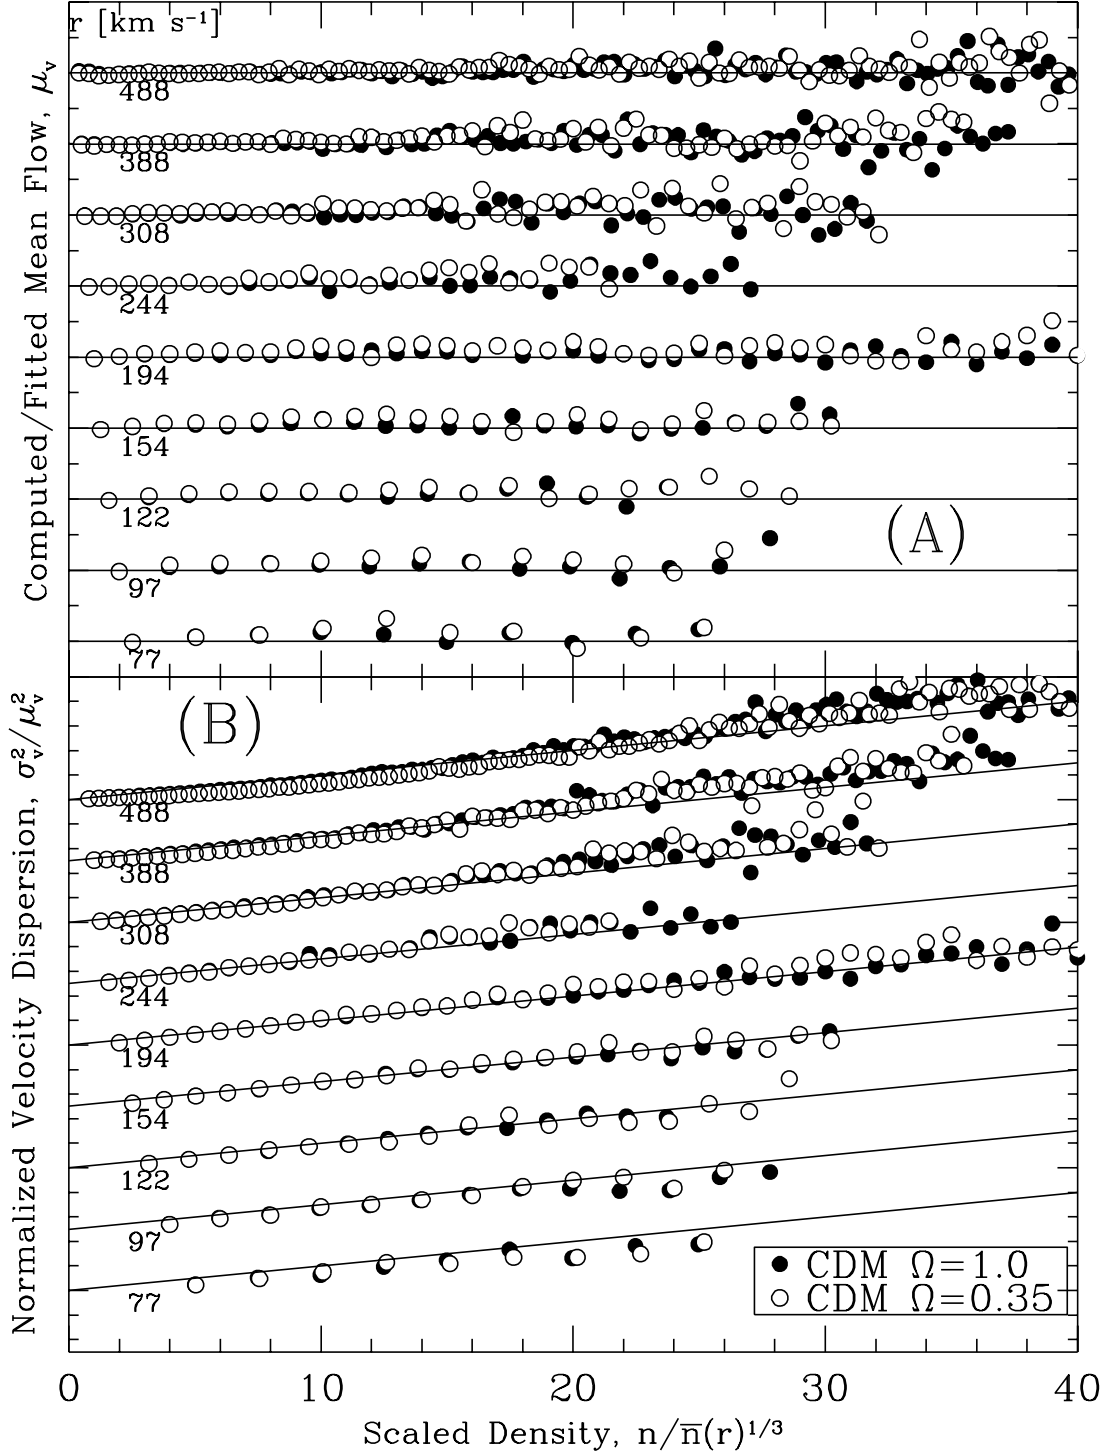 r [km s⁻¹]
488
388
308
244
194
154
122
97
77
(A)
Computed/Fitted Mean Flow, μᵥ
(B)
488
388
308
244
194
154
122
97
77
Normalized Velocity Dispersion, σᵥ²/μᵥ²
CDM Ω=1.0
CDM Ω=0.35
0 10 20 30 40
Scaled Density, n/n̅(r)¹ᐟ³